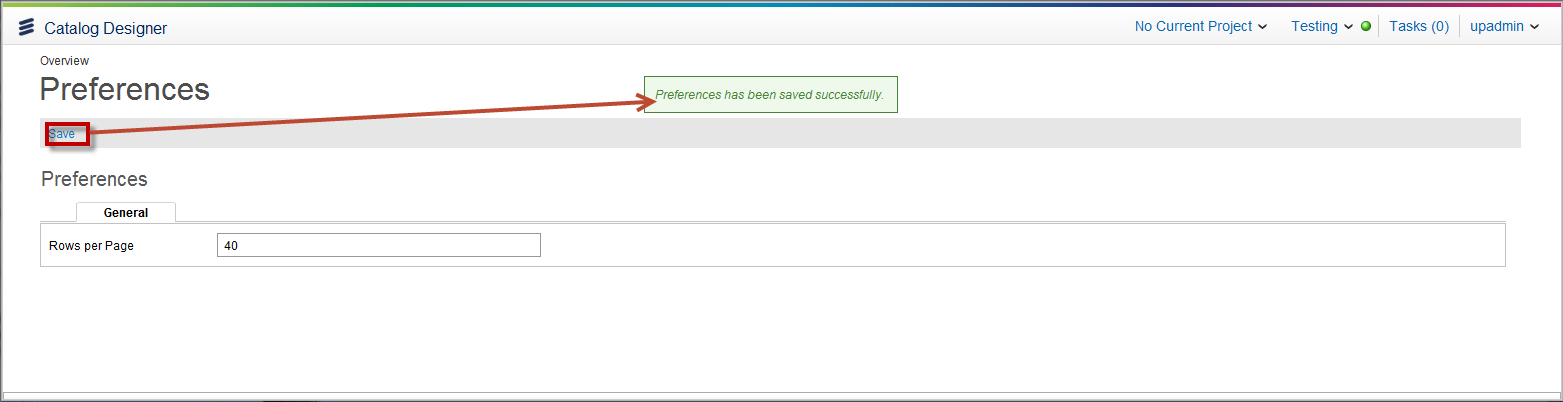 Catalog Designer
No Current Project
Testing
Tasks (0)
upadmin
Overview
Preferences
Preferences has been saved successfully.
Save
Preferences
General
Rows per Page
40